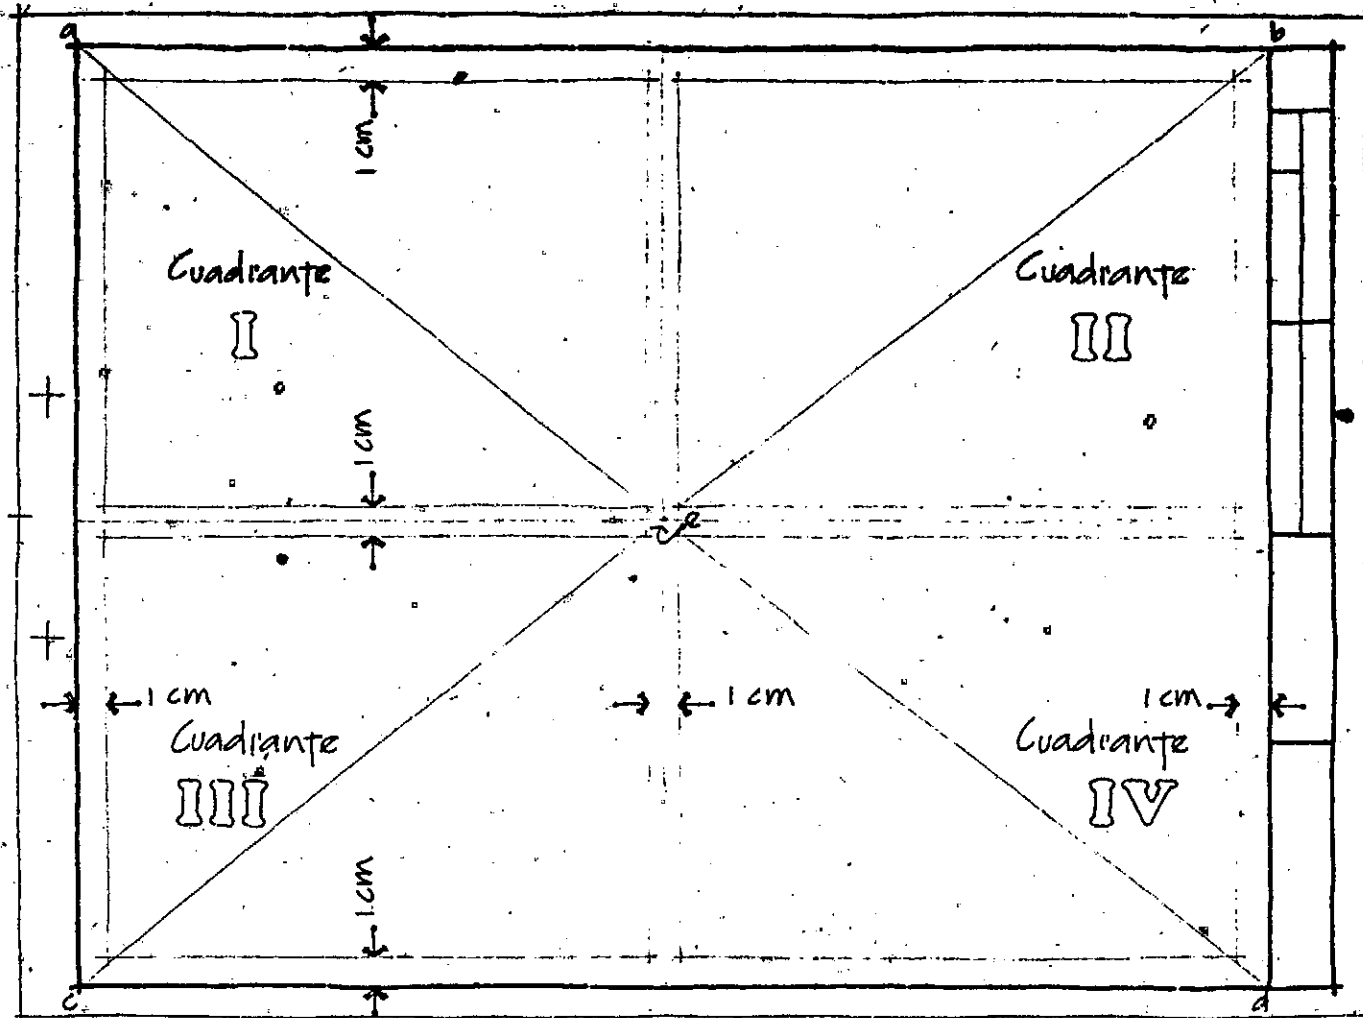 a
b
1 cm
Cuadrante
I
Cuadrante
II
1 cm
e
1 cm
1 cm
1 cm
Cuadrante
III
Cuadrante
IV
1 cm
c
d